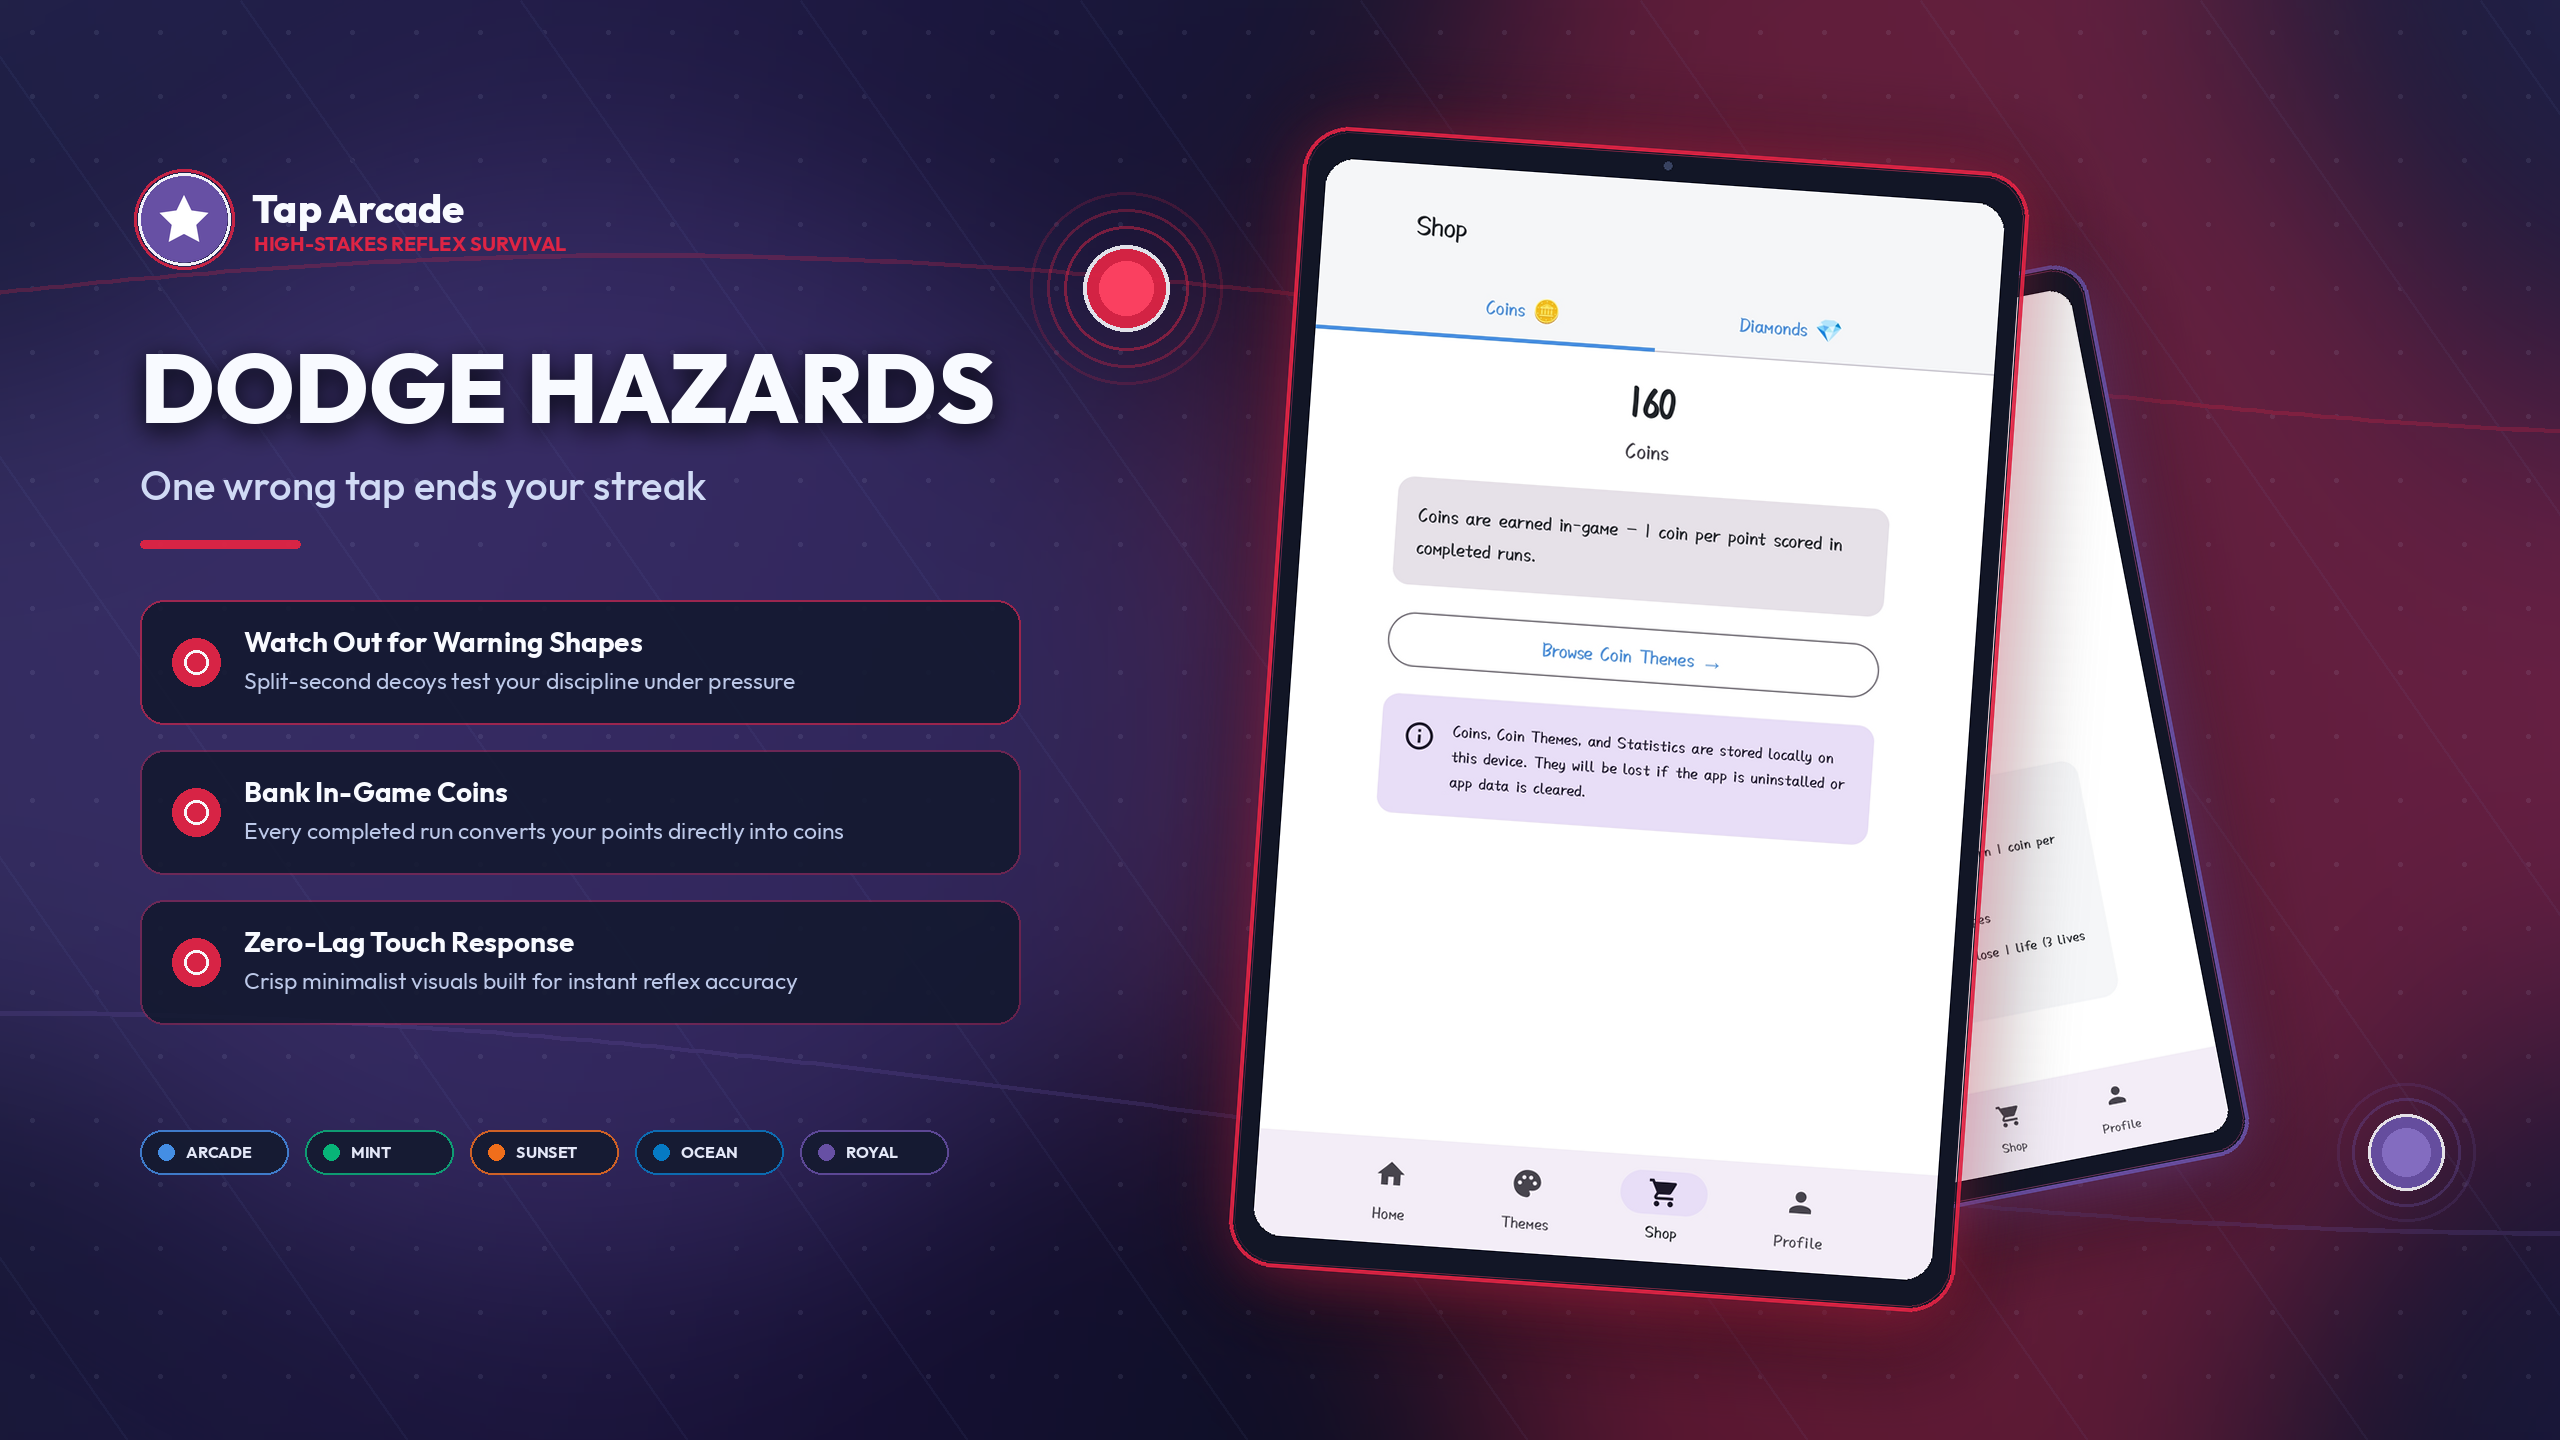 Tap Arcade
HIGH-STAKES REFLEX SURVIVAL
DODGE HAZARDS
One wrong tap ends your streak
Watch Out for Warning Shapes
Split-second decoys test your discipline under pressure
Bank In-Game Coins
Every completed run converts your points directly into coins
Zero-Lag Touch Response
Crisp minimalist visuals built for instant reflex accuracy
ARCADE
MINT
SUNSET
OCEAN
ROYAL
Shop
Coins
Diamonds
160
Coins
Coins are earned in-game – 1 coin per point scored in
completed runs.
Browse Coin Themes →
Coins, Coin Themes, and Statistics are stored locally on
this device. They will be lost if the app is uninstalled or
app data is cleared.
Home
Themes
Shop
Profile
1 coin per
lose 1 life (3 lives
Shop
Profile